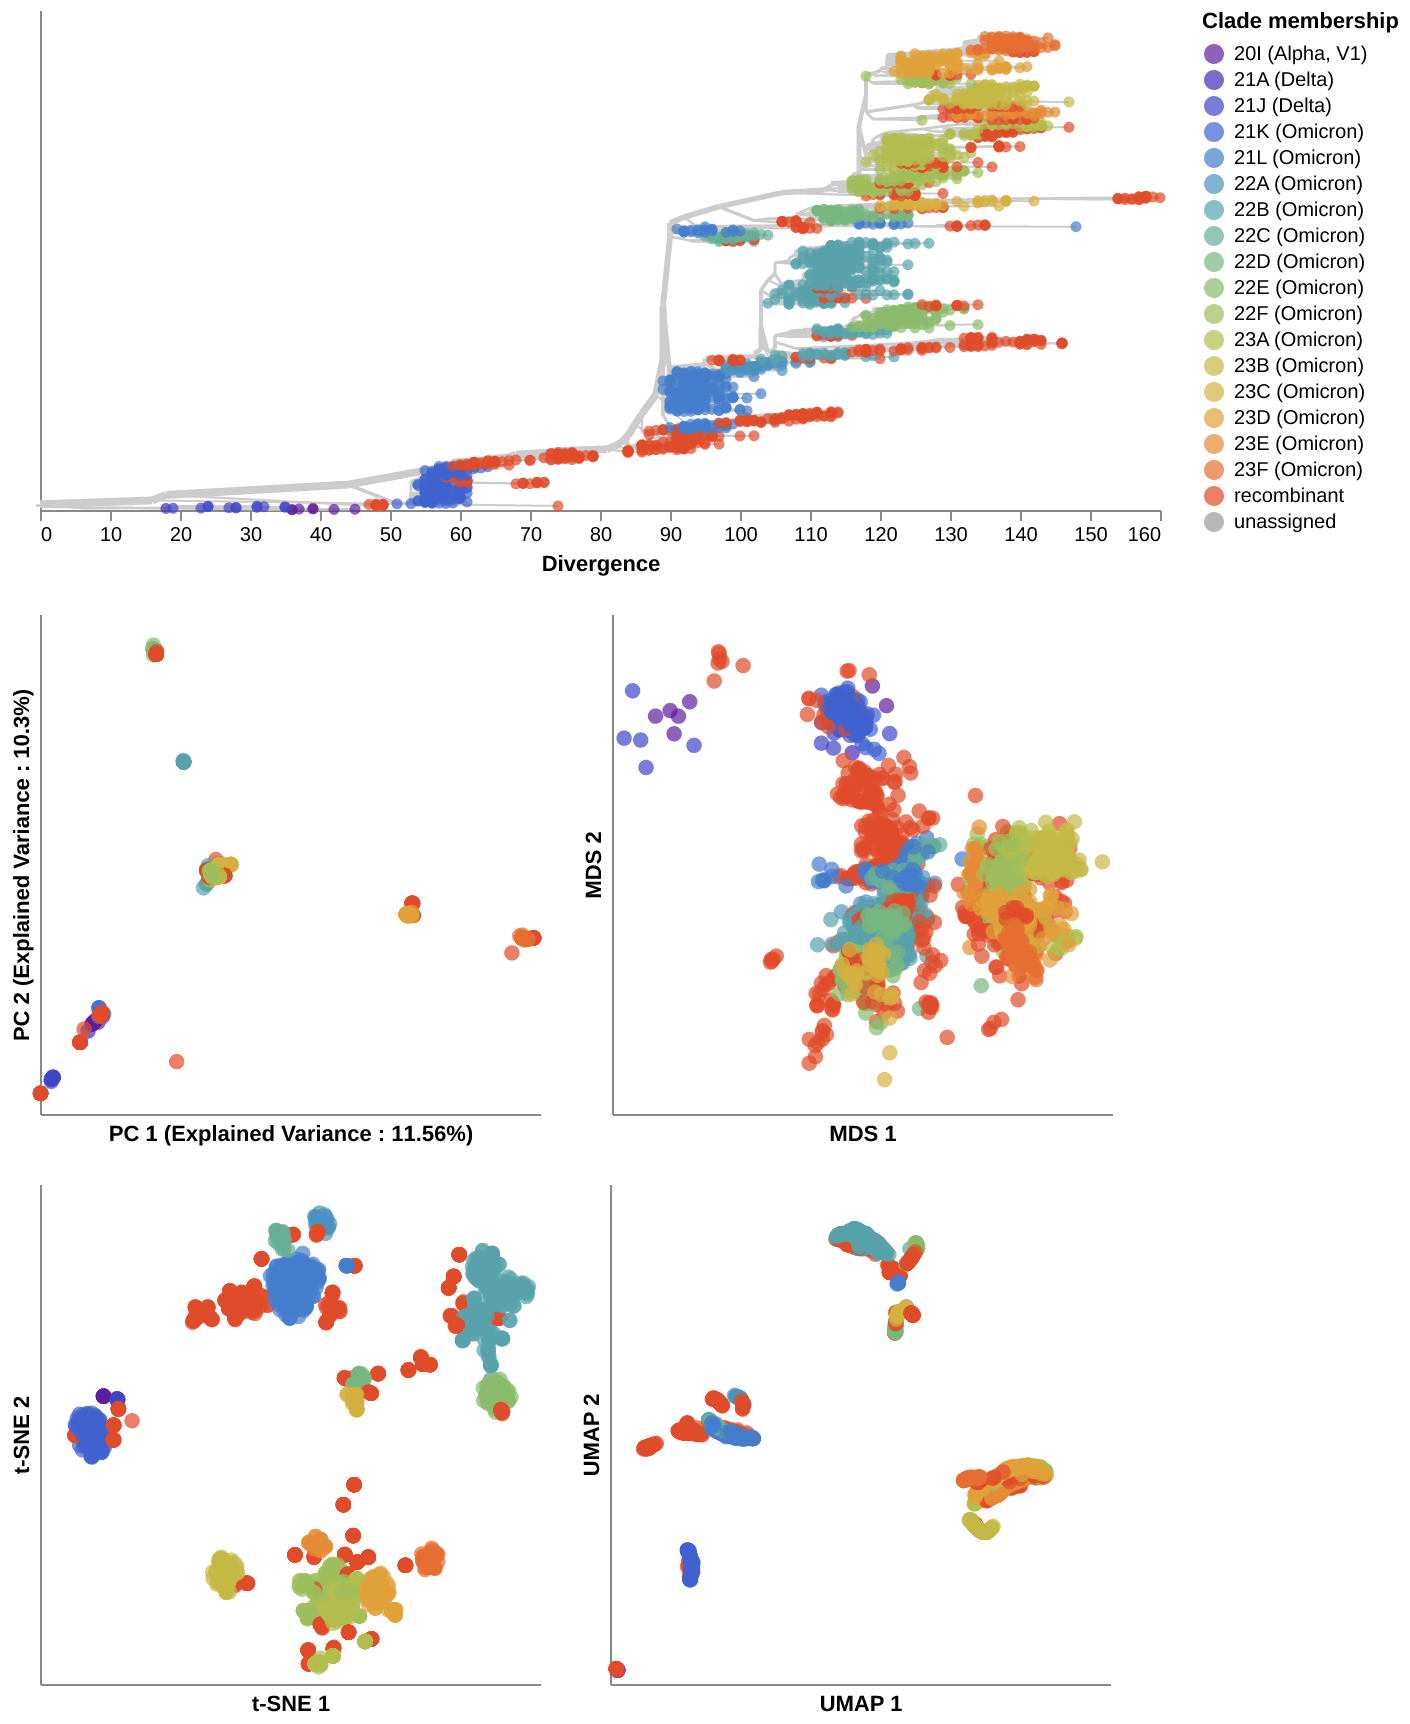 Clade membership
20I (Alpha, V1)
21A (Delta)
21J (Delta)
21K (Omicron)
21L (Omicron)
22A (Omicron)
22B (Omicron)
22C (Omicron)
22D (Omicron)
22E (Omicron)
22F (Omicron)
23A (Omicron)
23B (Omicron)
23C (Omicron)
23D (Omicron)
23E (Omicron)
23F (Omicron)
recombinant
unassigned
0 10 20 30 40 50 60 70 80 90 100 110 120 130 140 150 160
Divergence
PC 2 (Explained Variance : 10.3%)
PC 1 (Explained Variance : 11.56%)
MDS 2
MDS 1
t-SNE 2
t-SNE 1
UMAP 2
UMAP 1